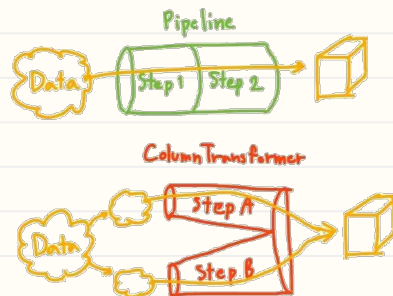 Pipeline
Data
Step 1
Step 2
ColumnTransformer
Data
Step A
Step B